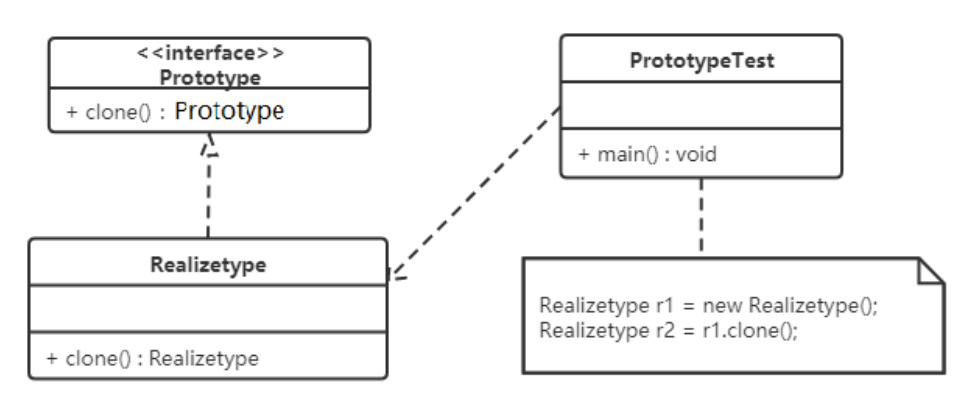 <<interface>>
Prototype
+ clone() : Prototype
PrototypeTest
+ main() : void
Realizetype
+ clone() : Realizetype
Realizetype r1 = new Realizetype();
Realizetype r2 = r1.clone();